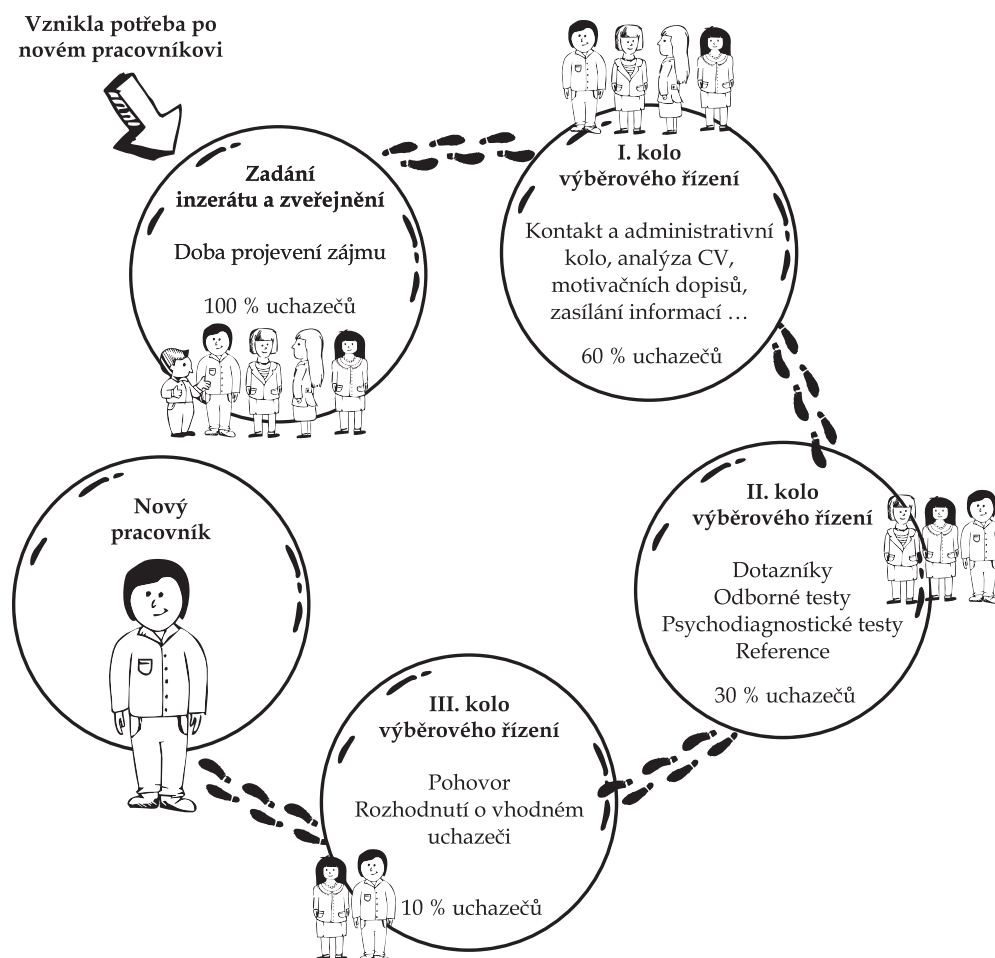 Vznikla potřeba po
novém pracovníkovi
Zadání
inzerátu a zveřejnění
Doba projevení zájmu
100 % uchazečů
I. kolo
výběrového řízení
Kontakt a administrativní
kolo, analýza CV,
motivačních dopisů,
zasílání informací …
60 % uchazečů
II. kolo
výběrového řízení
Dotazníky
Odborné testy
Psychodiagnostické testy
Reference
30 % uchazečů
III. kolo
výběrového řízení
Pohovor
Rozhodnutí o vhodném
uchazeči
10 % uchazečů
Nový
pracovník